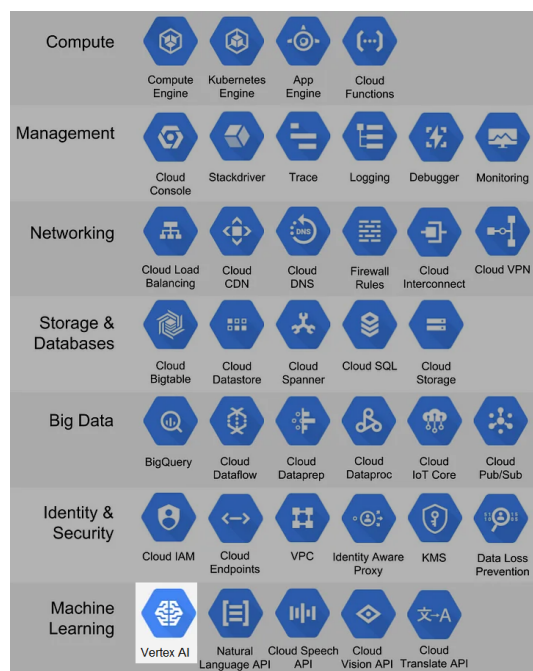 Compute
Compute Engine
Kubernetes Engine
App Engine
Cloud Functions
Management
Cloud Console
Stackdriver
Trace
Logging
Debugger
Monitoring
Networking
Cloud Load Balancing
Cloud CDN
DNS
Cloud DNS
Firewall Rules
Cloud Interconnect
Cloud VPN
Storage & Databases
Cloud Bigtable
Cloud Datastore
Cloud Spanner
Cloud SQL
Cloud Storage
Big Data
BigQuery
Cloud Dataflow
Cloud Dataprep
Cloud Dataproc
Cloud IoT Core
Cloud Pub/Sub
Identity & Security
Cloud IAM
Cloud Endpoints
VPC
Identity Aware Proxy
KMS
Data Loss Prevention
Machine Learning
Vertex AI
Natural Language API
Cloud Speech API
Cloud Vision API
文→A
Cloud Translate API